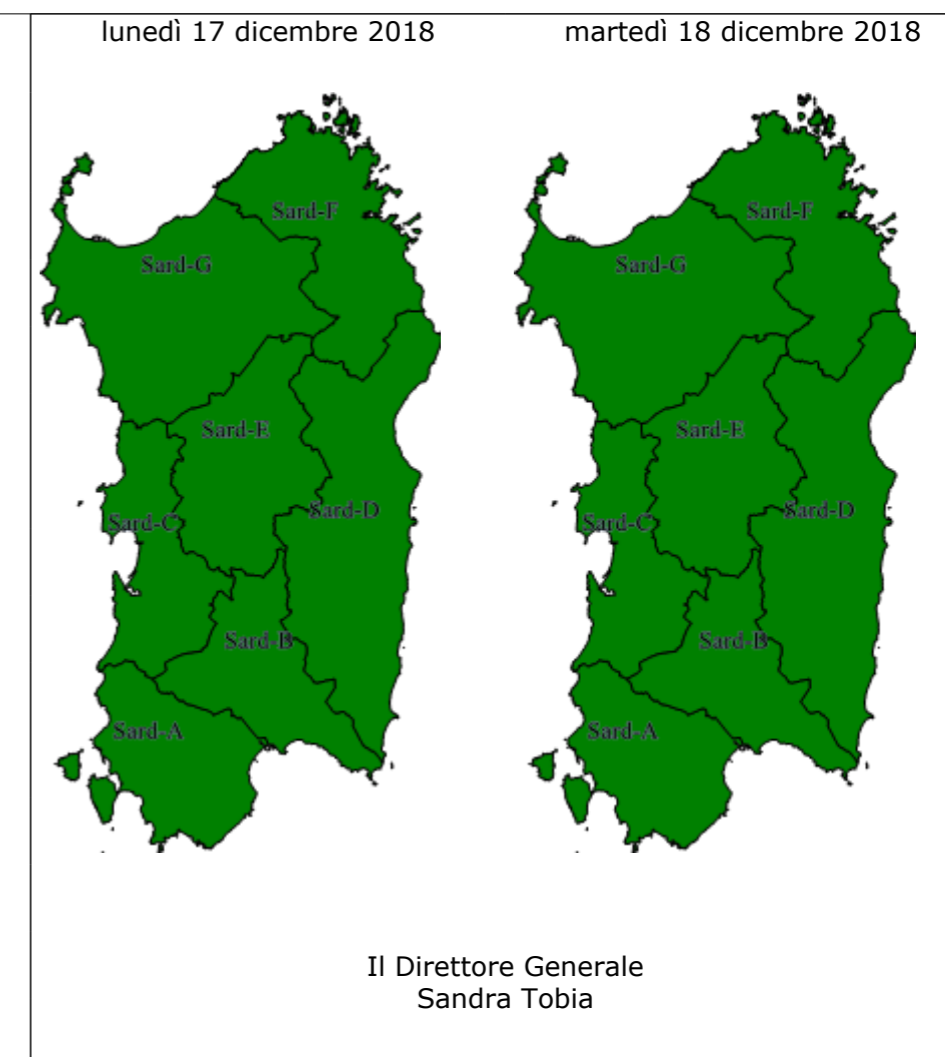 lunedì 17 dicembre 2018
martedì 18 dicembre 2018
Sard-F
Sard-G
Sard-E
Sard-D
Sard-C
Sard-B
Sard-A
Sard-F
Sard-G
Sard-E
Sard-D
Sard-C
Sard-B
Sard-A
Il Direttore Generale
Sandra Tobia